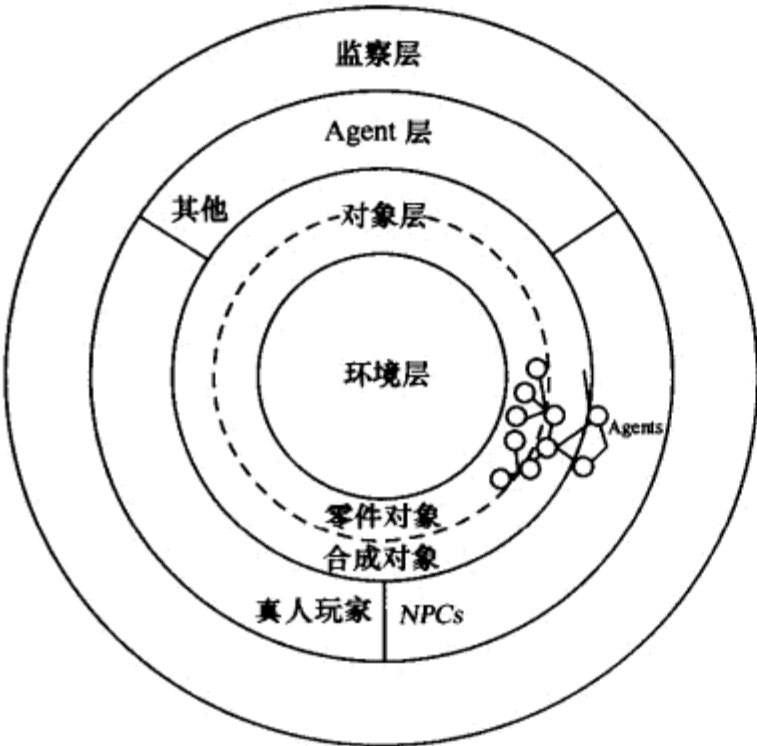 监察层
Agent 层
其他
对象层
环境层
Agents
零件对象
合成对象
真人玩家
NPCs